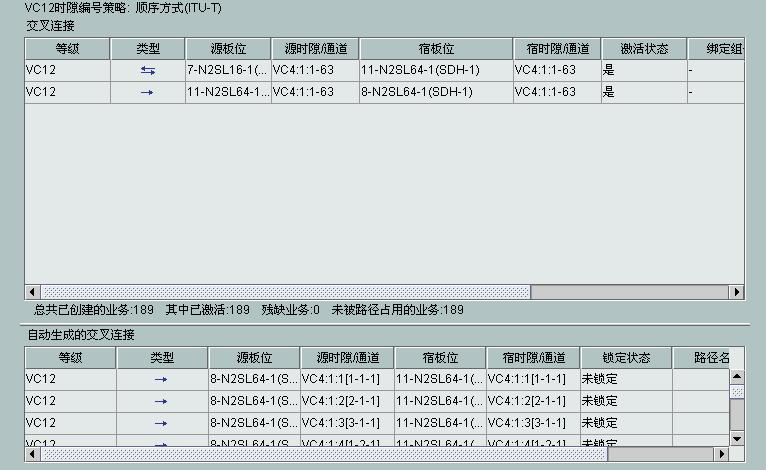 VC12时隙编号策略: 顺序方式(ITU-T)
交叉连接
等级 类型 源板位 源时隙/通道 宿板位 宿时隙/通道 激活状态 绑定组
VC12 7-N2SL16-1(... VC4:1:1-63 11-N2SL64-1(SDH-1) VC4:1:1-63 是 -
VC12 11-N2SL64-1... VC4:1:1-63 8-N2SL64-1(SDH-1) VC4:1:1-63 是 -
总共已创建的业务:189 其中已激活:189 残缺业务:0 未被路径占用的业务:189
自动生成的交叉连接
等级 类型 源板位 源时隙/通道 宿板位 宿时隙/通道 锁定状态 路径名
VC12 8-N2SL64-1(S... VC4:1:1[1-1-1] 11-N2SL64-1(... VC4:1:1[1-1-1] 未锁定
VC12 8-N2SL64-1(S... VC4:1:2[2-1-1] 11-N2SL64-1(... VC4:1:2[2-1-1] 未锁定
VC12 8-N2SL64-1(S... VC4:1:3[3-1-1] 11-N2SL64-1(... VC4:1:3[3-1-1] 未锁定
VC12 8-N2SL64-1(S... VC4:1:4[1-2-1] 11-N2SL64-1(... VC4:1:4[1-2-1] 未锁定